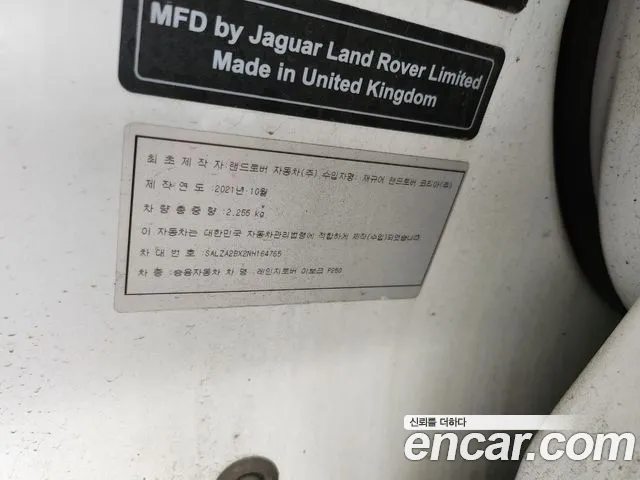 MFD by Jaguar Land Rover Limited
Made in United Kingdom
최초제작자 랜드로버 자동차(주) 수입자명: 재규어 랜드로버 코리아(주)
제작연도 : 2021년 10월
차량총중량 : 2,255 kg
이 자동차는 대한민국 자동차관리법령에 적합하게 제작(수입)되었습니다.
차대번호 : SALZA2BX2NH164765
차종 : 승용자동차 차명 : 레인지로버 이보크 P250
신뢰를 더하다
encar.com